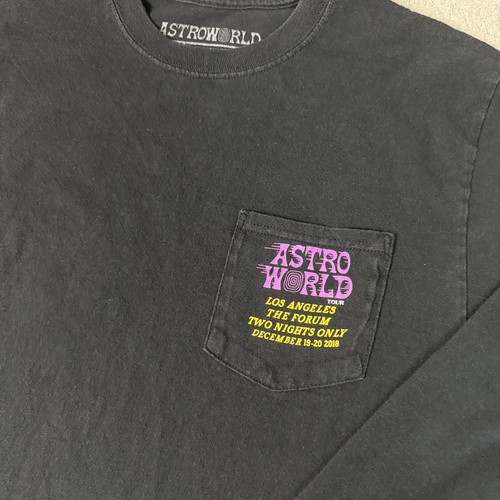 ASTROWORLD
ASTRO
WORLD
TOUR
LOS ANGELES
THE FORUM
TWO NIGHTS ONLY
DECEMBER 19-20 2018